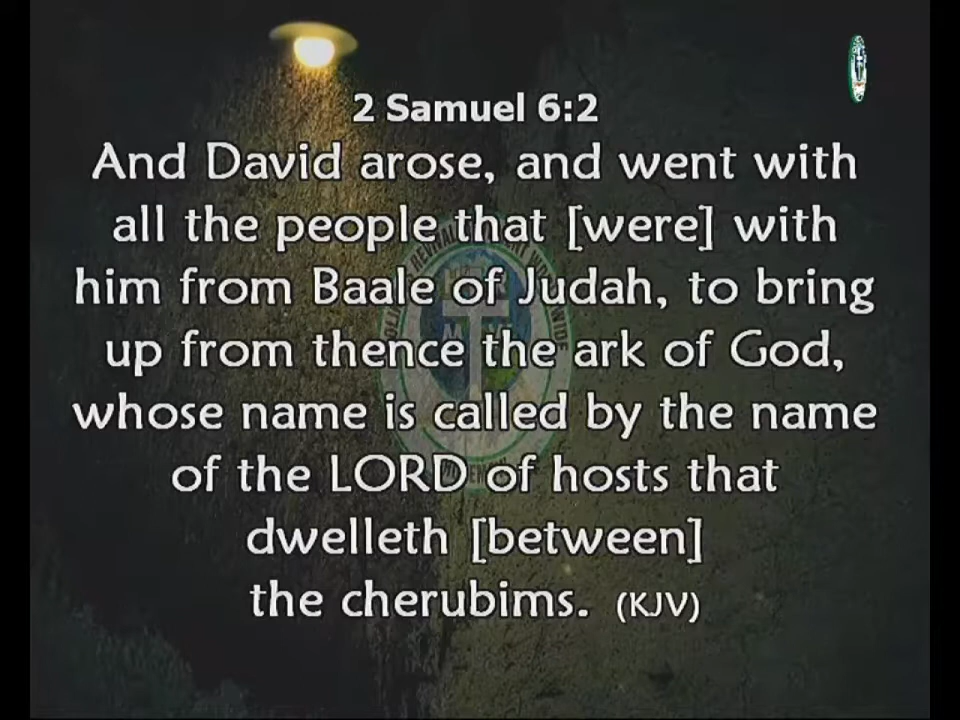 2 Samuel 6:2
And David arose, and went with
all the people that [were] with
him from Baale of Judah, to bring
up from thence the ark of God,
whose name is called by the name
of the LORD of hosts that
dwelleth [between]
the cherubims. (KJV)